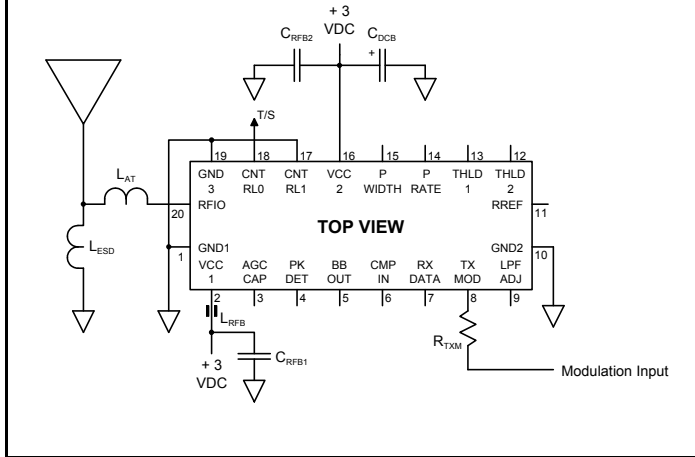 + 3
VDC
CRFB2
CDCB
+
T/S
19 18 17 16 15 14 13 12
GND CNT CNT VCC P P THLD THLD
3 RL0 RL1 2 WIDTH RATE 1 2
LAT
20 RFIO
RREF 11
TOP VIEW
LESD
1 GND1
GND2 10
VCC AGC PK BB CMP RX TX LPF
1 CAP DET OUT IN DATA MOD ADJ
2 3 4 5 6 7 8 9
LRFB
RTXM
+ 3
VDC
CRFB1
Modulation Input